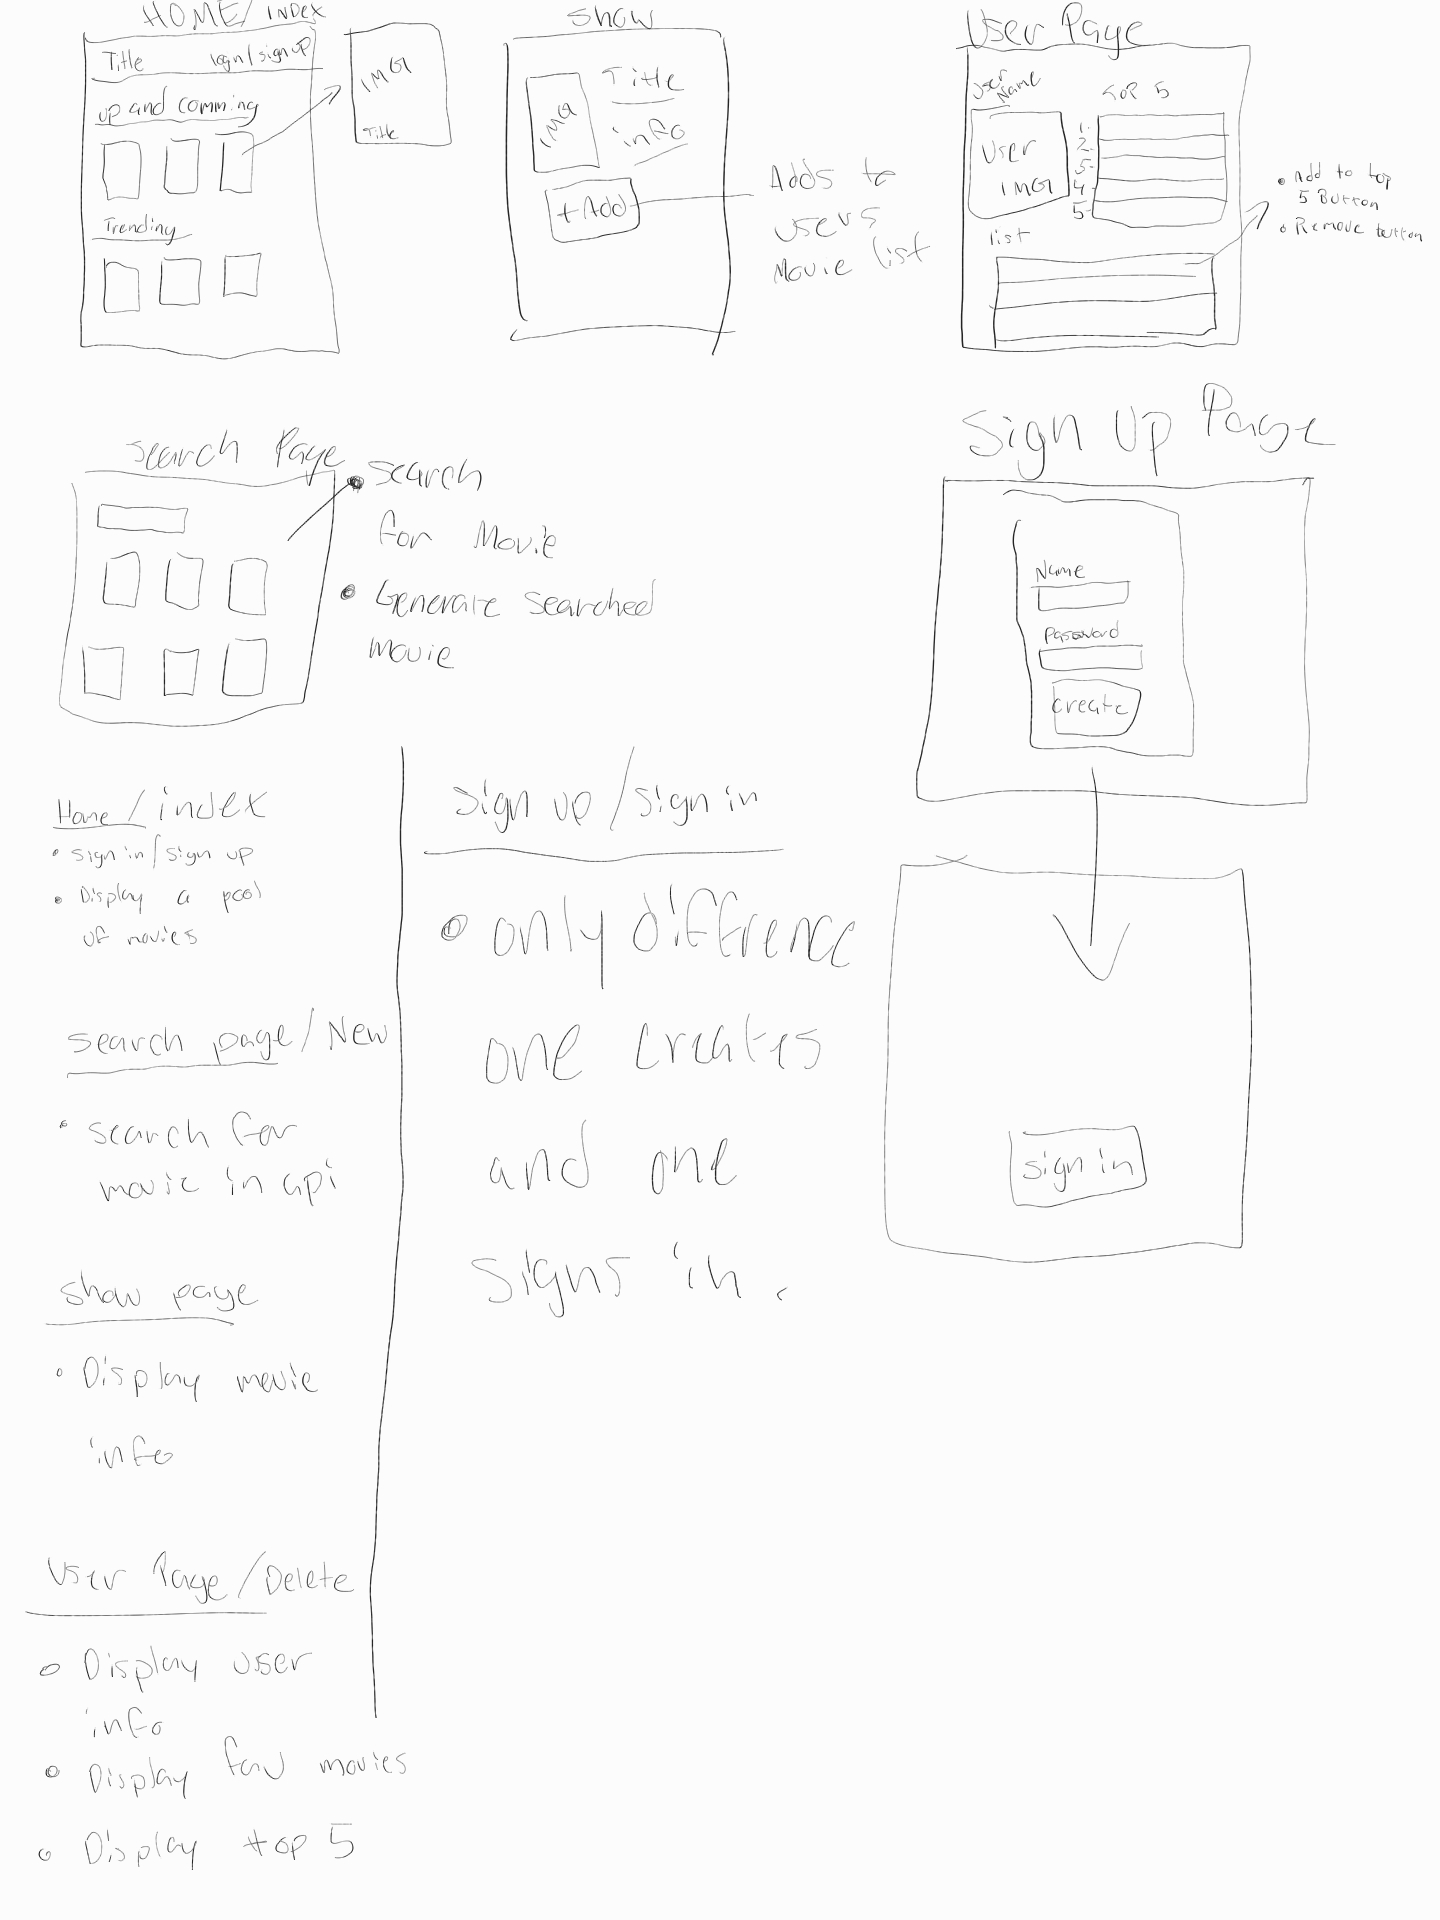 HOME/INDEX
Title login/sign up
up and comming
IMG
Title
Trending
Show
Title
IMG
info
+Add
Adds to
users
Movie list
User Page
User
Name
TOP 5
User
IMG
1.
2.
3-
4-
5-
list
• Add to top
5 Button
• Remove button
search Page
• search
for Movie
• Generate searched
movie
Sign Up Page
Name
Password
create
sign in
Home/index
• sign in/sign up
• Display a pool
of movies
search page/New
• search for
movie in api
show page
• Display movie
info
User Page/Delete
• Display user
info
• Display fav movies
• Display top 5
sign up/sign in
• only diffrence
one creates
and one
signs in.